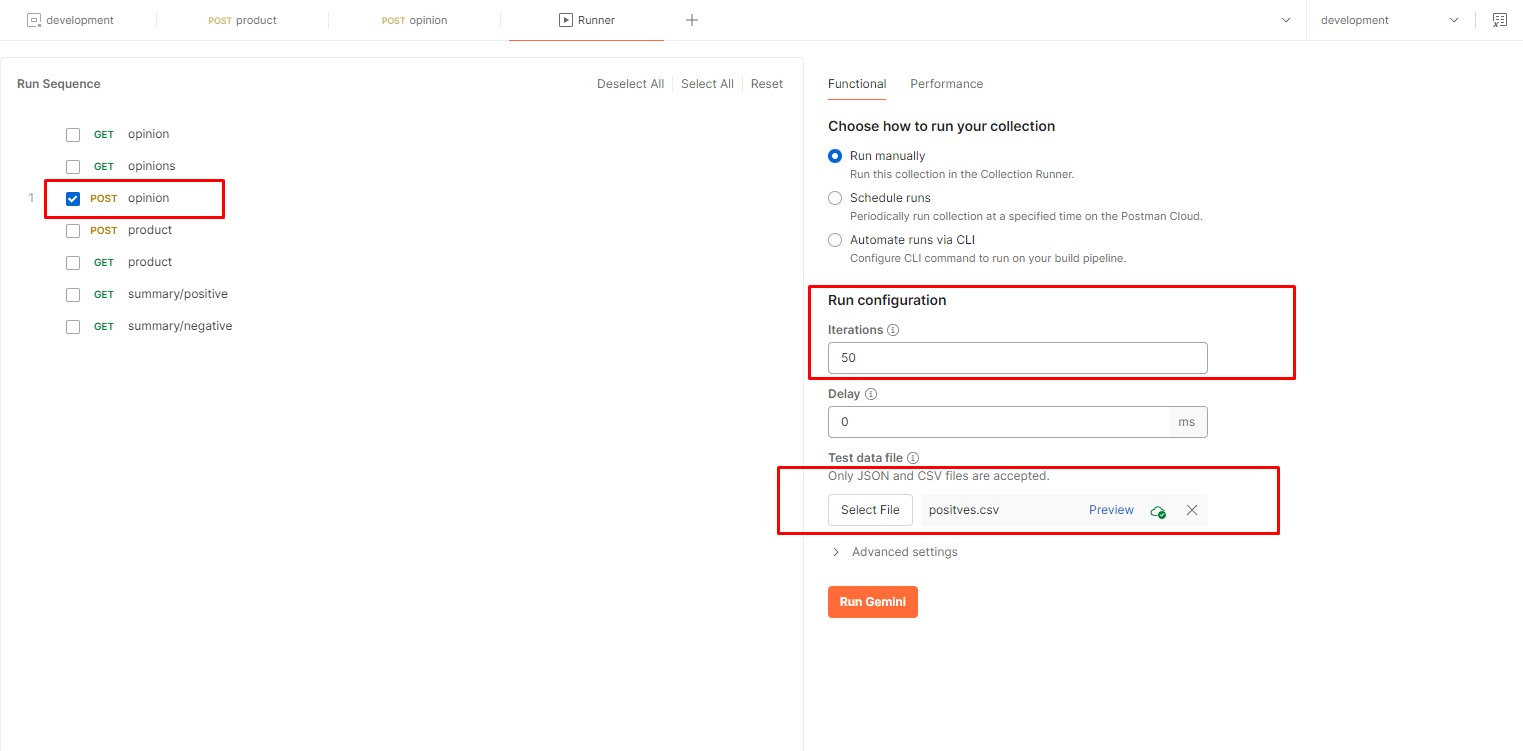 development
POST product
POST opinion
Runner
development
Run Sequence
Deselect All
Select All
Reset
GET opinion
GET opinions
1 POST opinion
POST product
GET product
GET summary/positive
GET summary/negative
Functional
Performance
Choose how to run your collection
Run manually
Run this collection in the Collection Runner.
Schedule runs
Periodically run collection at a specified time on the Postman Cloud.
Automate runs via CLI
Configure CLI command to run on your build pipeline.
Run configuration
Iterations
50
Delay
0 ms
Test data file
Only JSON and CSV files are accepted.
Select File positves.csv Preview
Advanced settings
Run Gemini